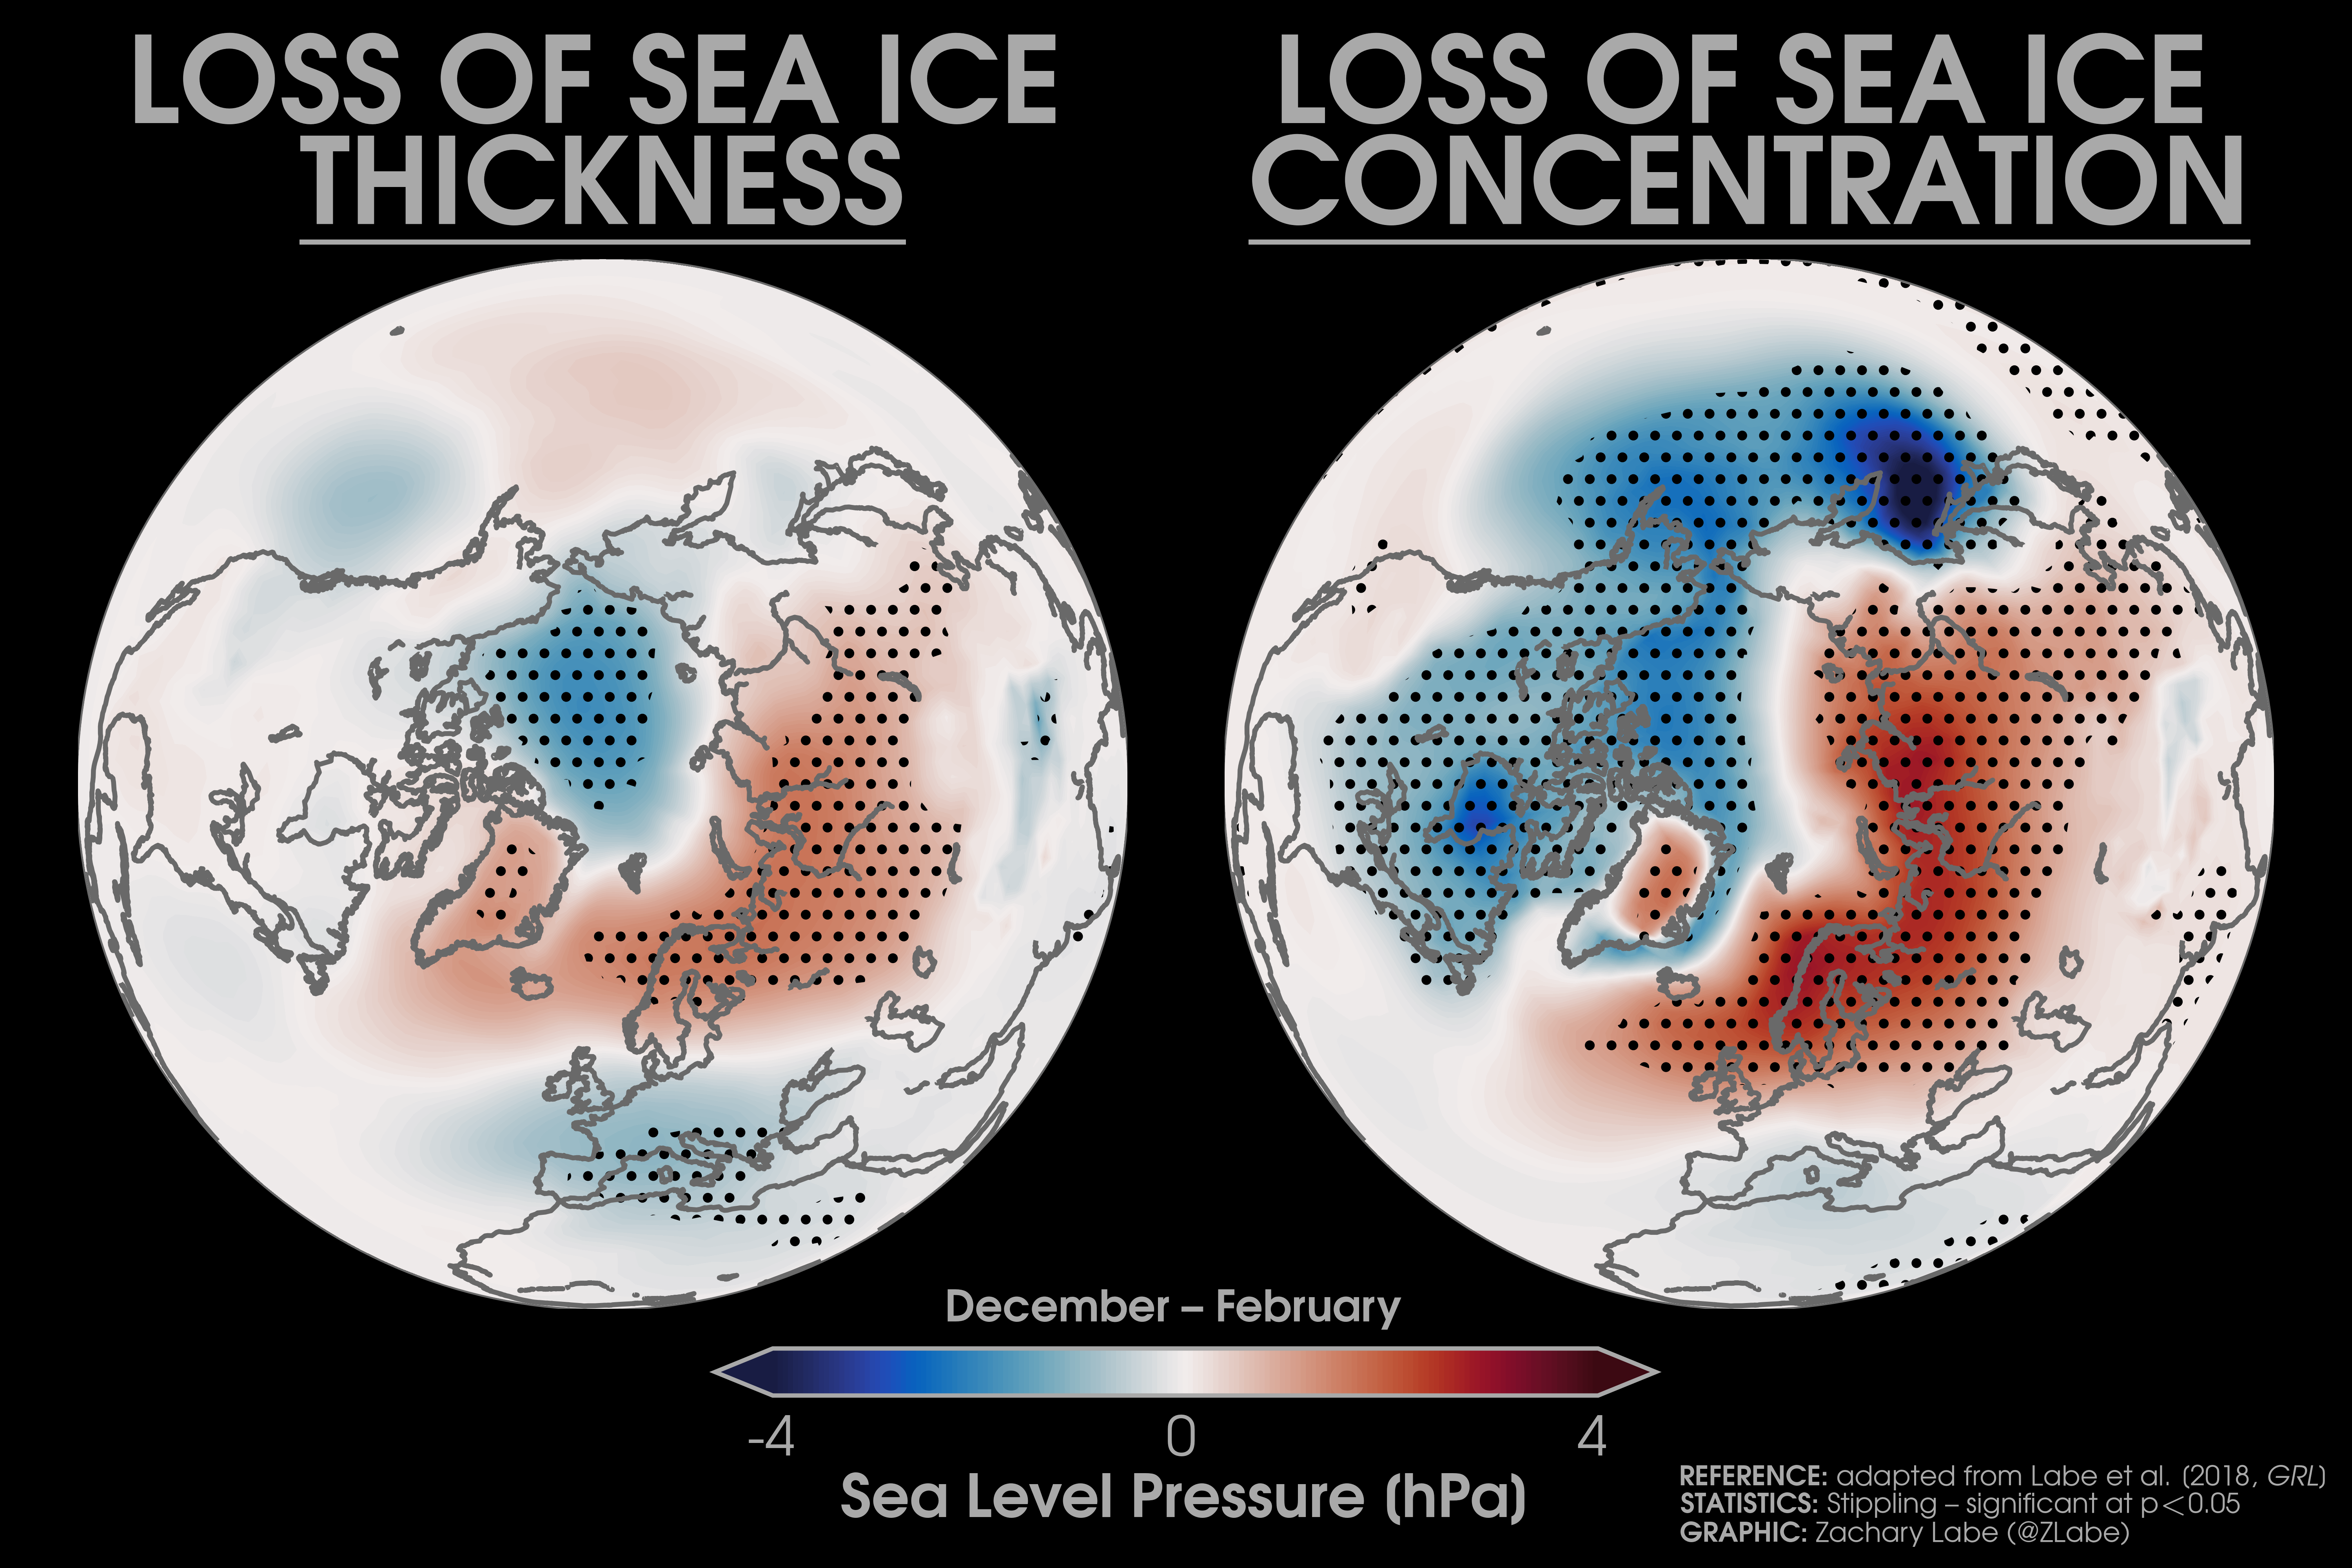 LOSS OF SEA ICE
THICKNESS
LOSS OF SEA ICE
CONCENTRATION
December – February
-4
0
4
Sea Level Pressure (hPa)
REFERENCE: adapted from Labe et al. (2018, GRL)
STATISTICS: Stippling – significant at p<0.05
GRAPHIC: Zachary Labe (@ZLabe)